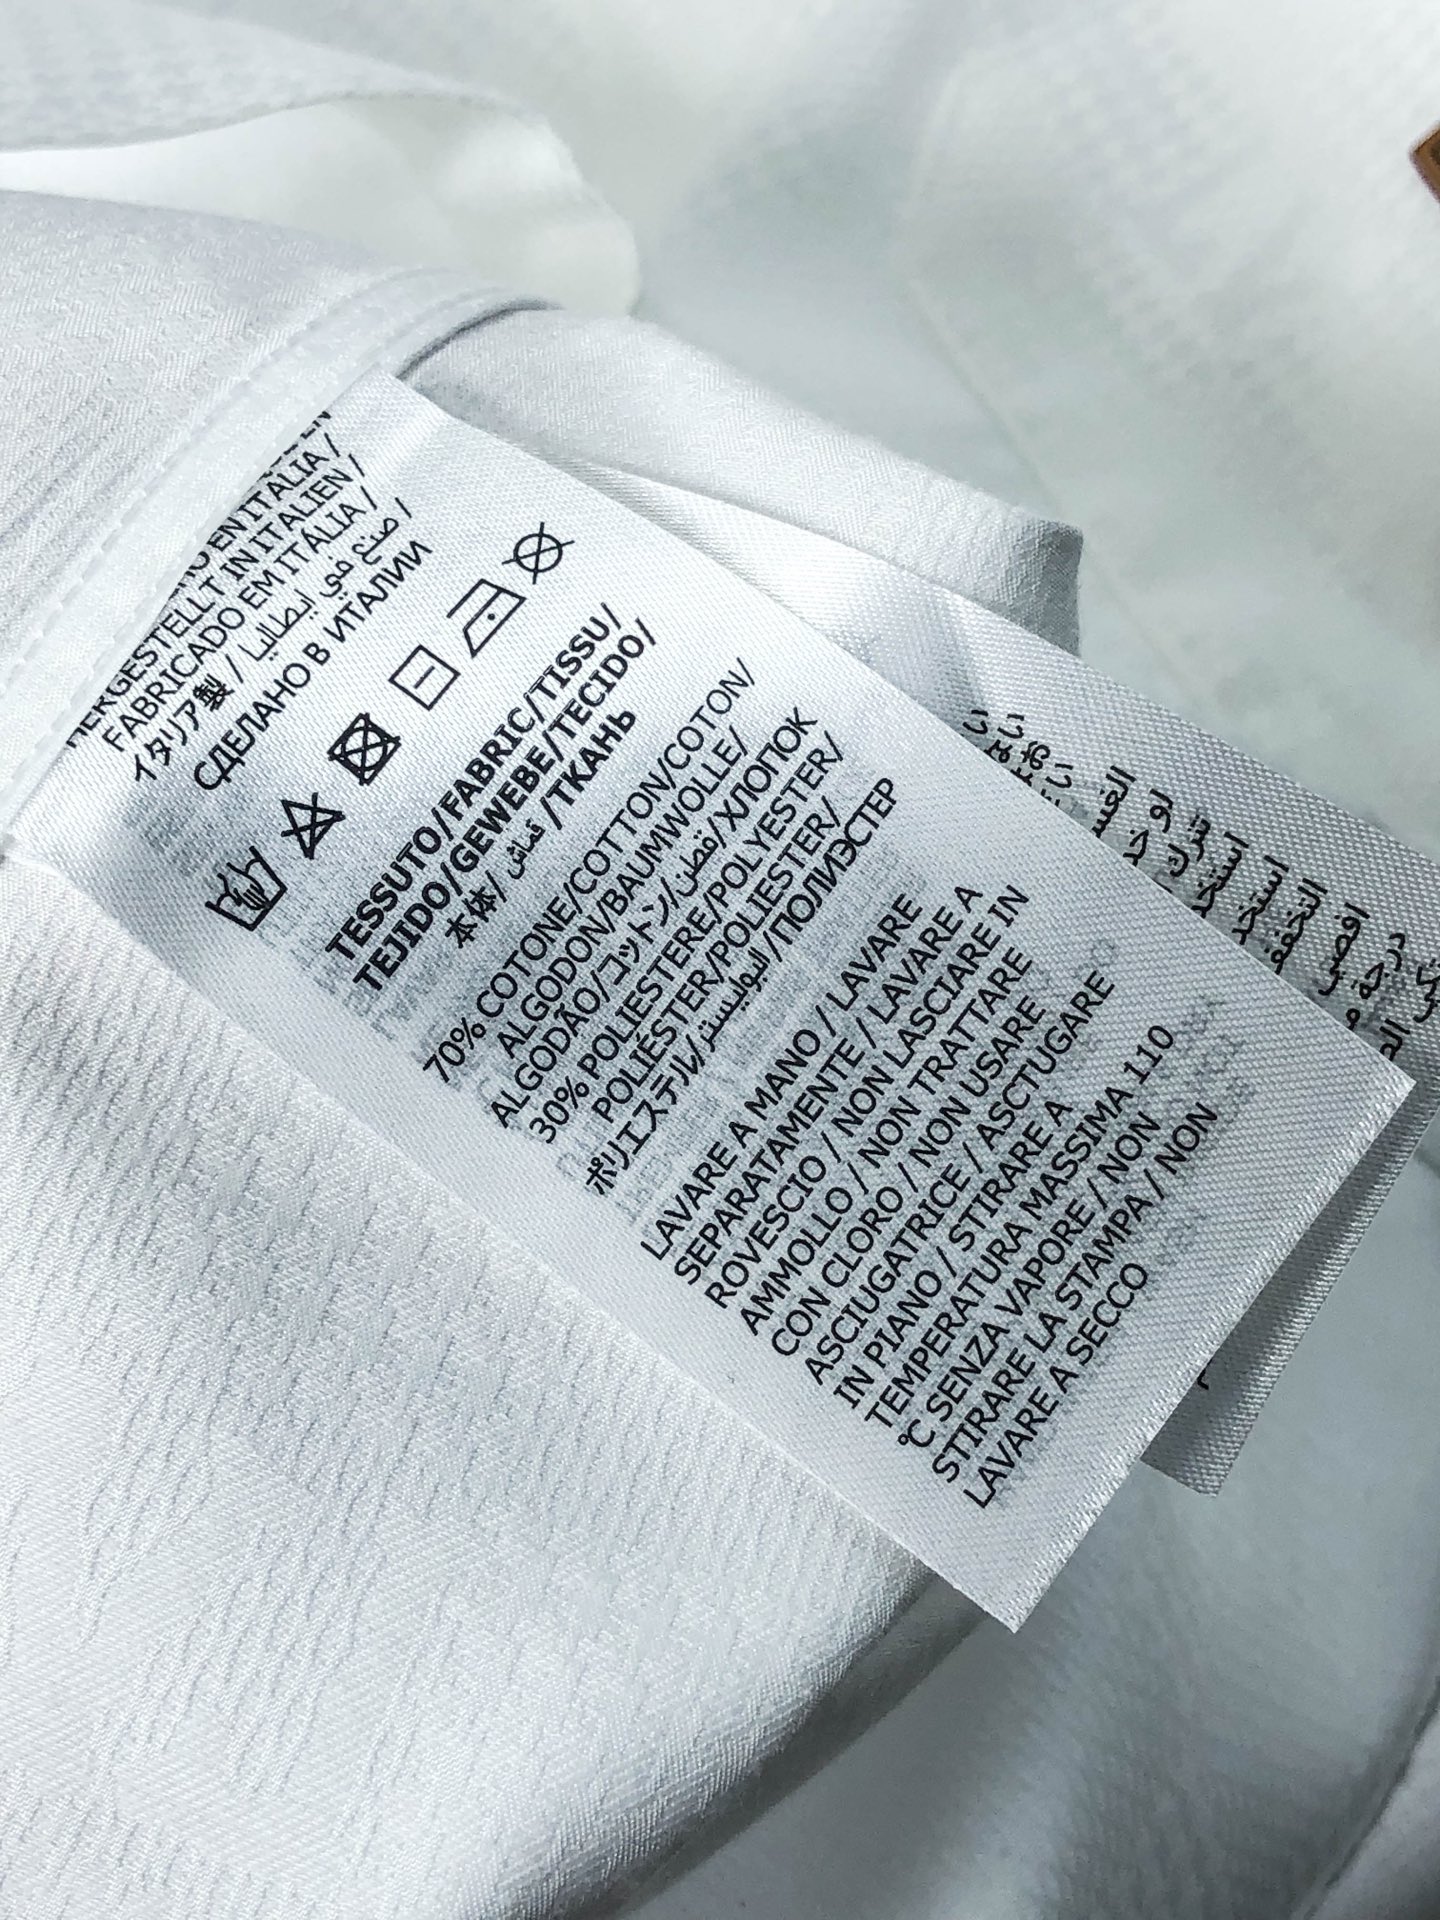 EN ITALIA /
HERGESTELLT IN ITALIEN /
FABRICADO EM ITÁLIA /
イタリア製 / صنع في ايطاليا /
СДЕЛАНО В ИТАЛИИ
TESSUTO/FABRIC/TISSU/
TEJIDO/GEWEBE/TECIDO/
本体/ قماش /ТКАНЬ
70% COTONE/COTTON/COTON/
ALGODON/BAUMWOLLE/
ALGODÃO/コットン/قطن/ХЛОПОК
30% POLIESTERE/POLYESTER/
POLIÉSTER/POLIESTER/
ポリエステル/البوليستر/ПОЛИЭСТЕР
LAVARE A MANO / LAVARE
SEPARATAMENTE / LAVARE A
ROVESCIO / NON LASCIARE IN
AMMOLLO / NON TRATTARE
CON CLORO / NON USARE
ASCIUGATRICE / ASCTUGARE
IN PIANO / STIRARE A
TEMPERATURA MASSIMA 110
°C SENZA VAPORE / NON
STIRARE LA STAMPA / NON
LAVARE A SECCO